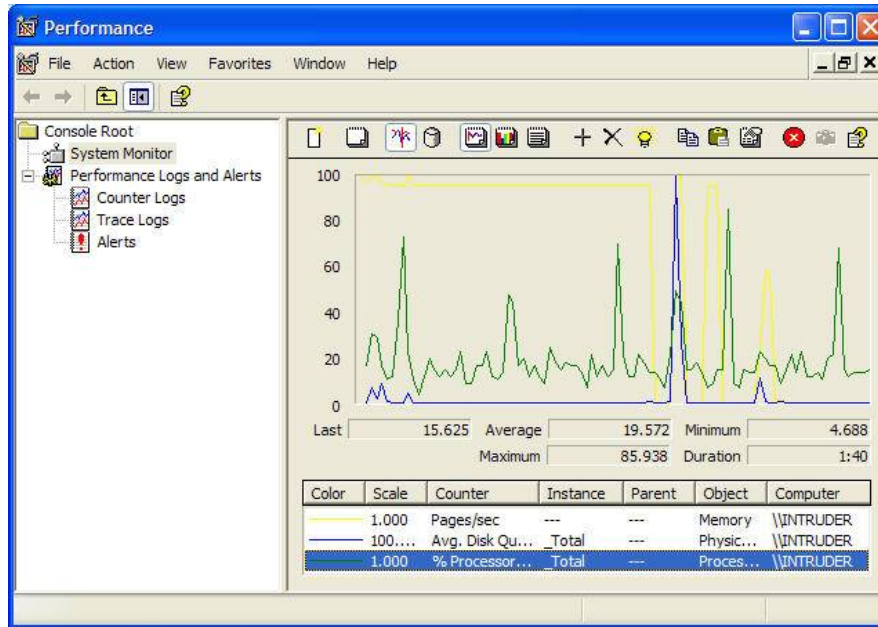 Performance
File Action View Favorites Window Help
Console Root
System Monitor
Performance Logs and Alerts
Counter Logs
Trace Logs
Alerts
100
80
60
40
20
0
Last 15.625 Average 19.572 Minimum 4.688
Maximum 85.938 Duration 1:40
Color Scale Counter Instance Parent Object Computer
1.000 Pages/sec --- --- Memory \\INTRUDER
100.... Avg. Disk Qu... _Total --- Physic... \\INTRUDER
1.000 % Processor... _Total --- Proces... \\INTRUDER